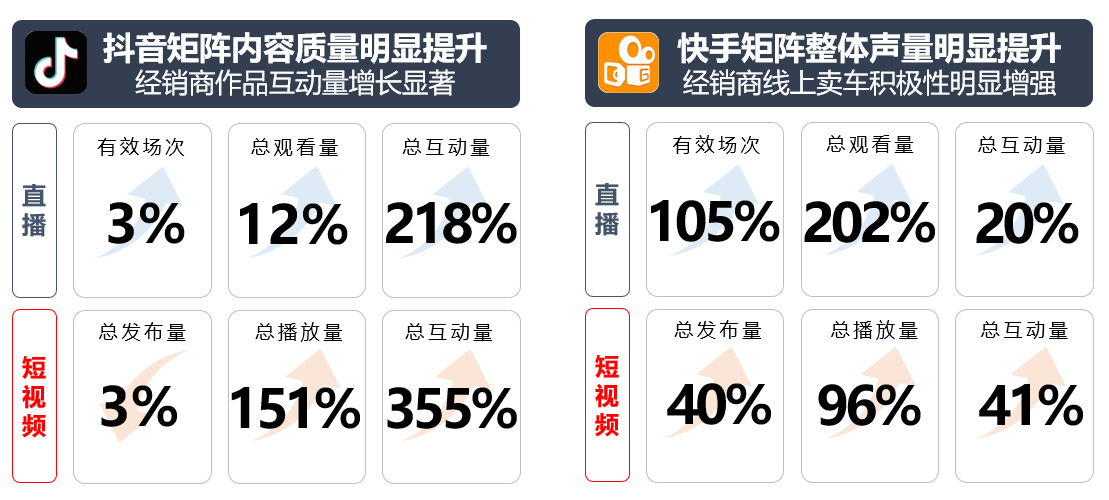 抖音矩阵内容质量明显提升
经销商作品互动量增长显著
直播
有效场次
3%
总观看量
12%
总互动量
218%
短视频
总发布量
3%
总播放量
151%
总互动量
355%
快手矩阵整体声量明显提升
经销商线上卖车积极性明显增强
直播
有效场次
105%
总观看量
202%
总互动量
20%
短视频
总发布量
40%
总播放量
96%
总互动量
41%